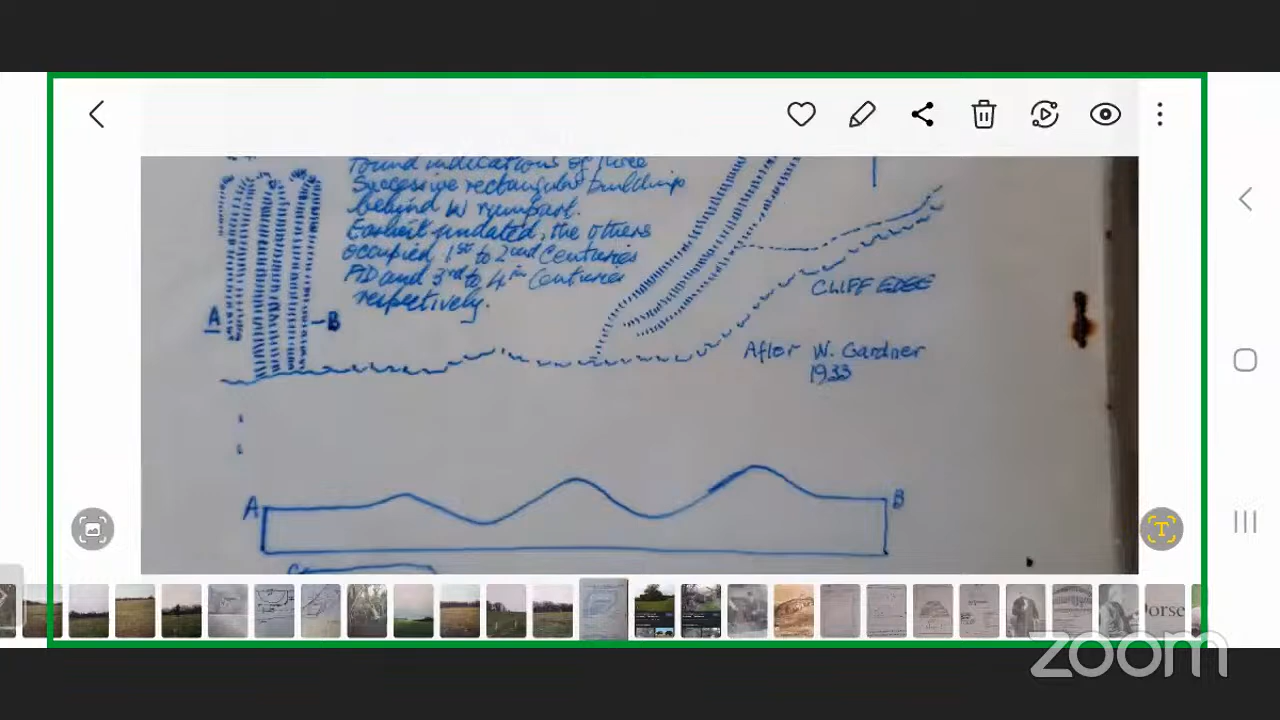 found indications of three
Successive rectangular buildings
behind W rampart.
Earliest undated, the others
occupied 1st to 2nd Centuries
AD and 3rd to 4th Centuries
respectively.
A
B
CLIFF EDGE
After W. Gardner
1933
A
B
T
Dorse
zoom